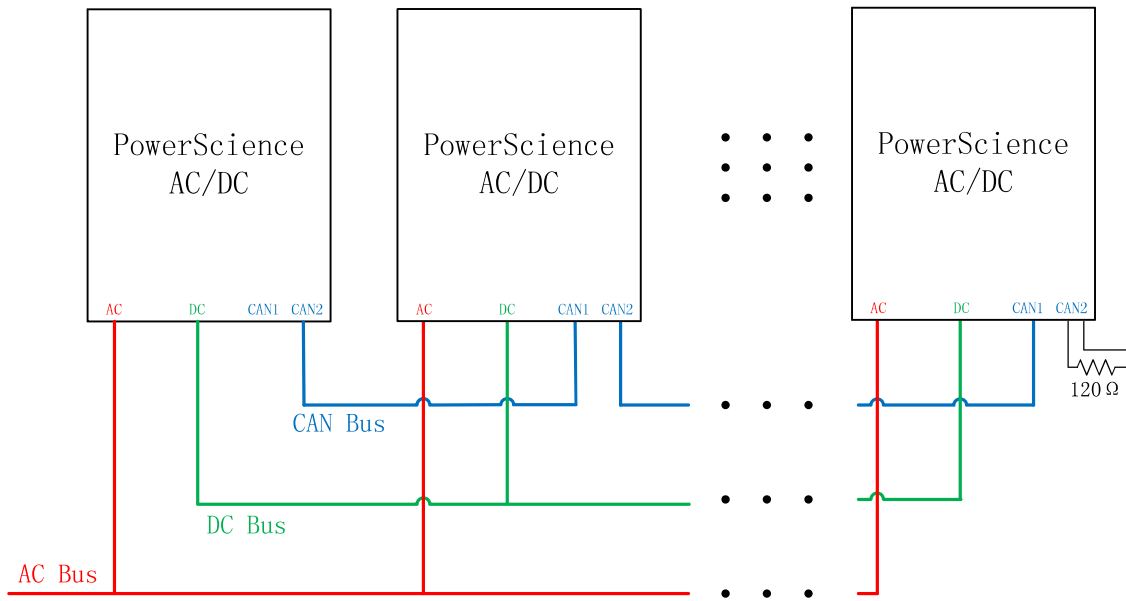 PowerScience
AC/DC
PowerScience
AC/DC
PowerScience
AC/DC
AC DC CAN1 CAN2
AC DC CAN1 CAN2
AC DC CAN1 CAN2
120Ω
CAN Bus
DC Bus
AC Bus